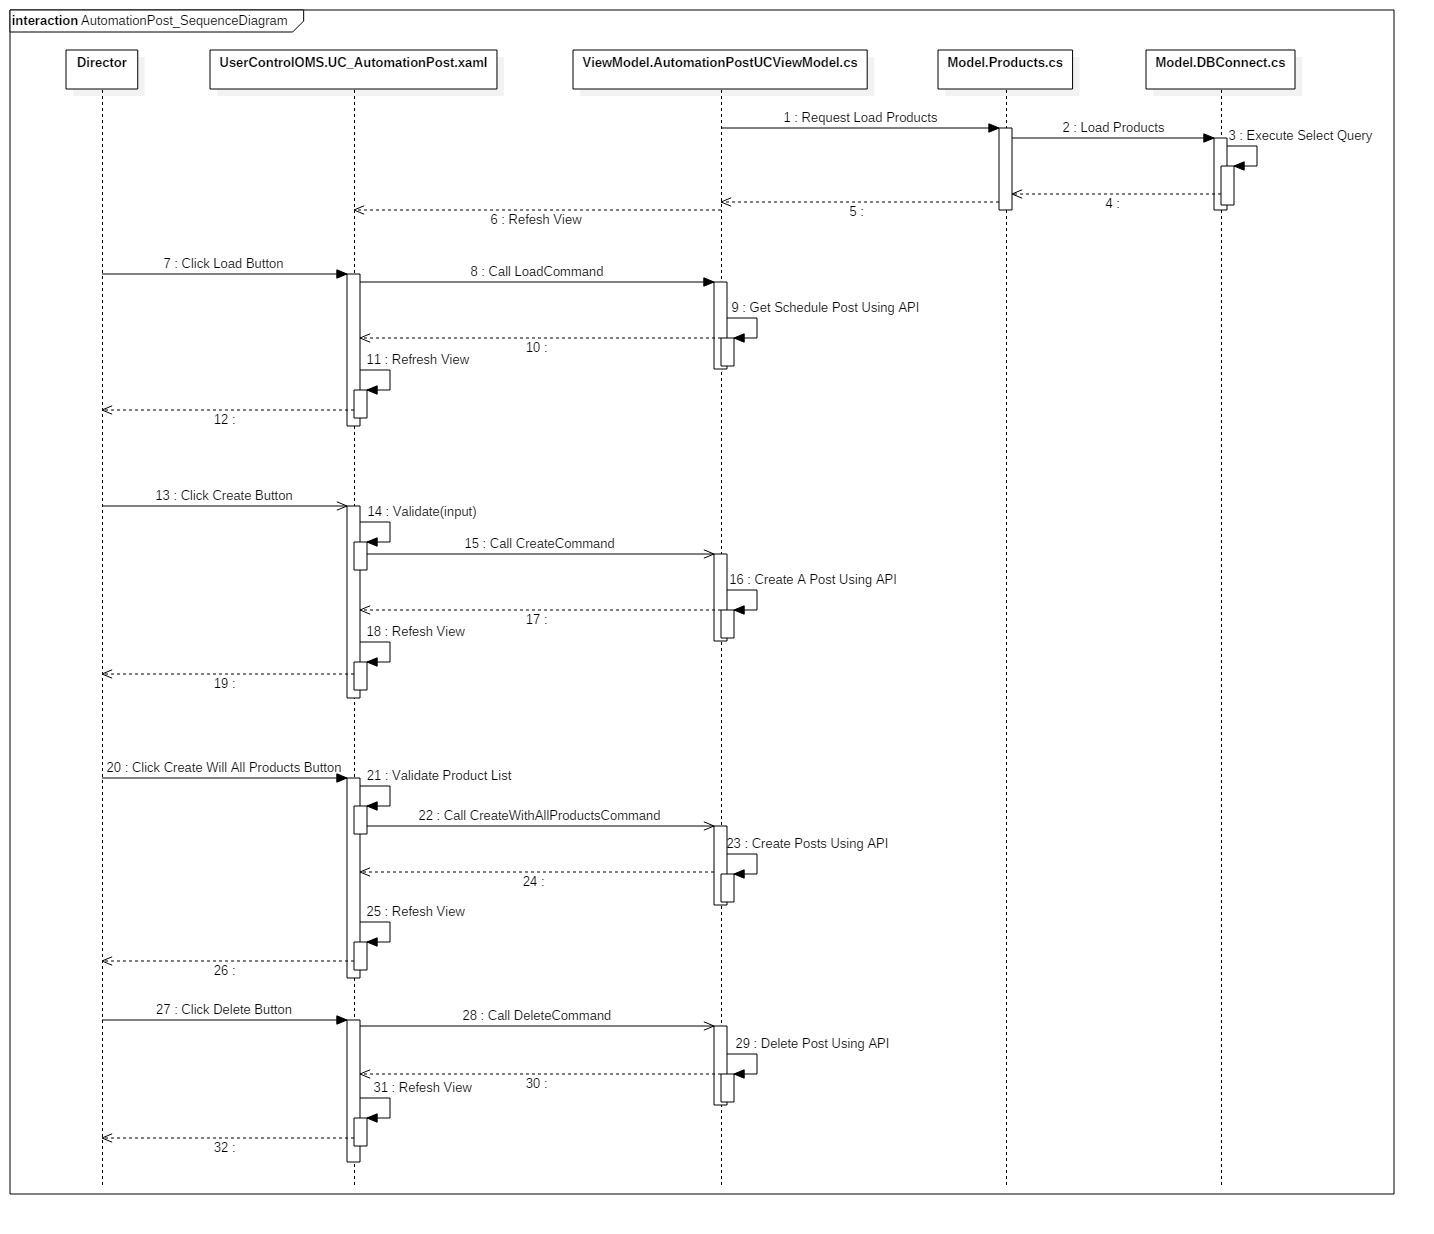 interaction AutomationPost_SequenceDiagram
Director
UserControlOMS.UC_AutomationPost.xaml
ViewModel.AutomationPostUCViewModel.cs
Model.Products.cs
Model.DBConnect.cs
1 : Request Load Products
2 : Load Products
3 : Execute Select Query
4 :
5 :
6 : Refesh View
7 : Click Load Button
8 : Call LoadCommand
9 : Get Schedule Post Using API
10 :
11 : Refresh View
12 :
13 : Click Create Button
14 : Validate(input)
15 : Call CreateCommand
16 : Create A Post Using API
17 :
18 : Refesh View
19 :
20 : Click Create Will All Products Button
21 : Validate Product List
22 : Call CreateWithAllProductsCommand
23 : Create Posts Using API
24 :
25 : Refesh View
26 :
27 : Click Delete Button
28 : Call DeleteCommand
29 : Delete Post Using API
30 :
31 : Refesh View
32 :